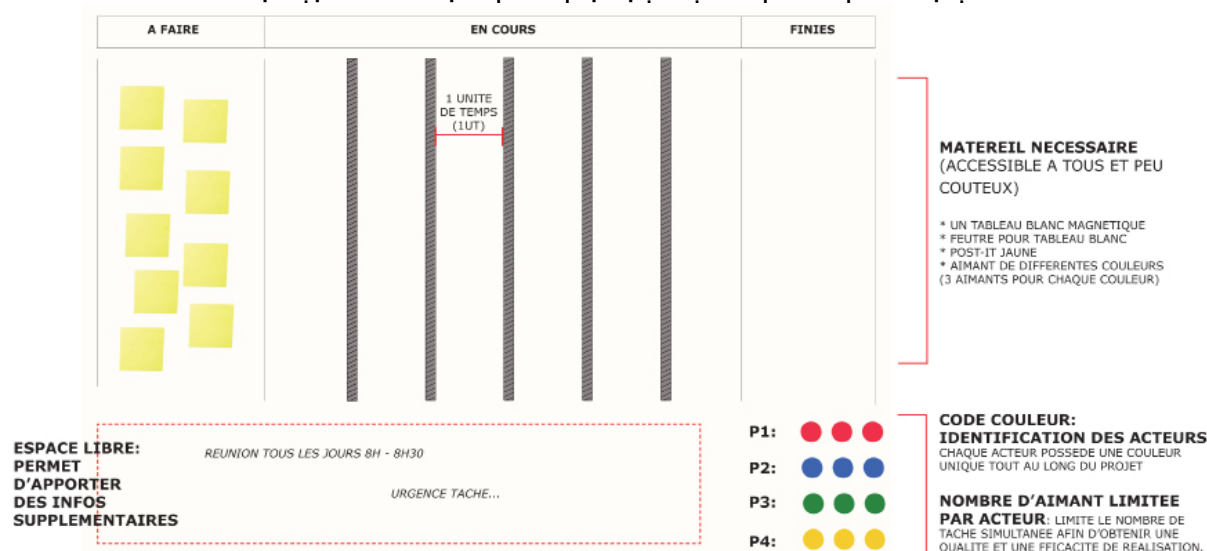 A FAIRE
EN COURS
FINIES
1 UNITE
DE TEMPS
(1UT)
MATEREIL NECESSAIRE
(ACCESSIBLE A TOUS ET PEU
COUTEUX)
* UN TABLEAU BLANC MAGNETIQUE
* FEUTRE POUR TABLEAU BLANC
* POST-IT JAUNE
* AIMANT DE DIFFERENTES COULEURS
(3 AIMANTS POUR CHAQUE COULEUR)
ESPACE LIBRE:
PERMET
D'APPORTER
DES INFOS
SUPPLEMENTAIRES
REUNION TOUS LES JOURS 8H - 8H30
URGENCE TACHE...
P1:
P2:
P3:
P4:
CODE COULEUR:
IDENTIFICATION DES ACTEURS
CHAQUE ACTEUR POSSEDE UNE COULEUR
UNIQUE TOUT AU LONG DU PROJET
NOMBRE D'AIMANT LIMITEE
PAR ACTEUR: LIMITE LE NOMBRE DE
TACHE SIMULTANEE AFIN D'OBTENIR UNE
QUALITE ET UNE EFFICACITE DE REALISATION.